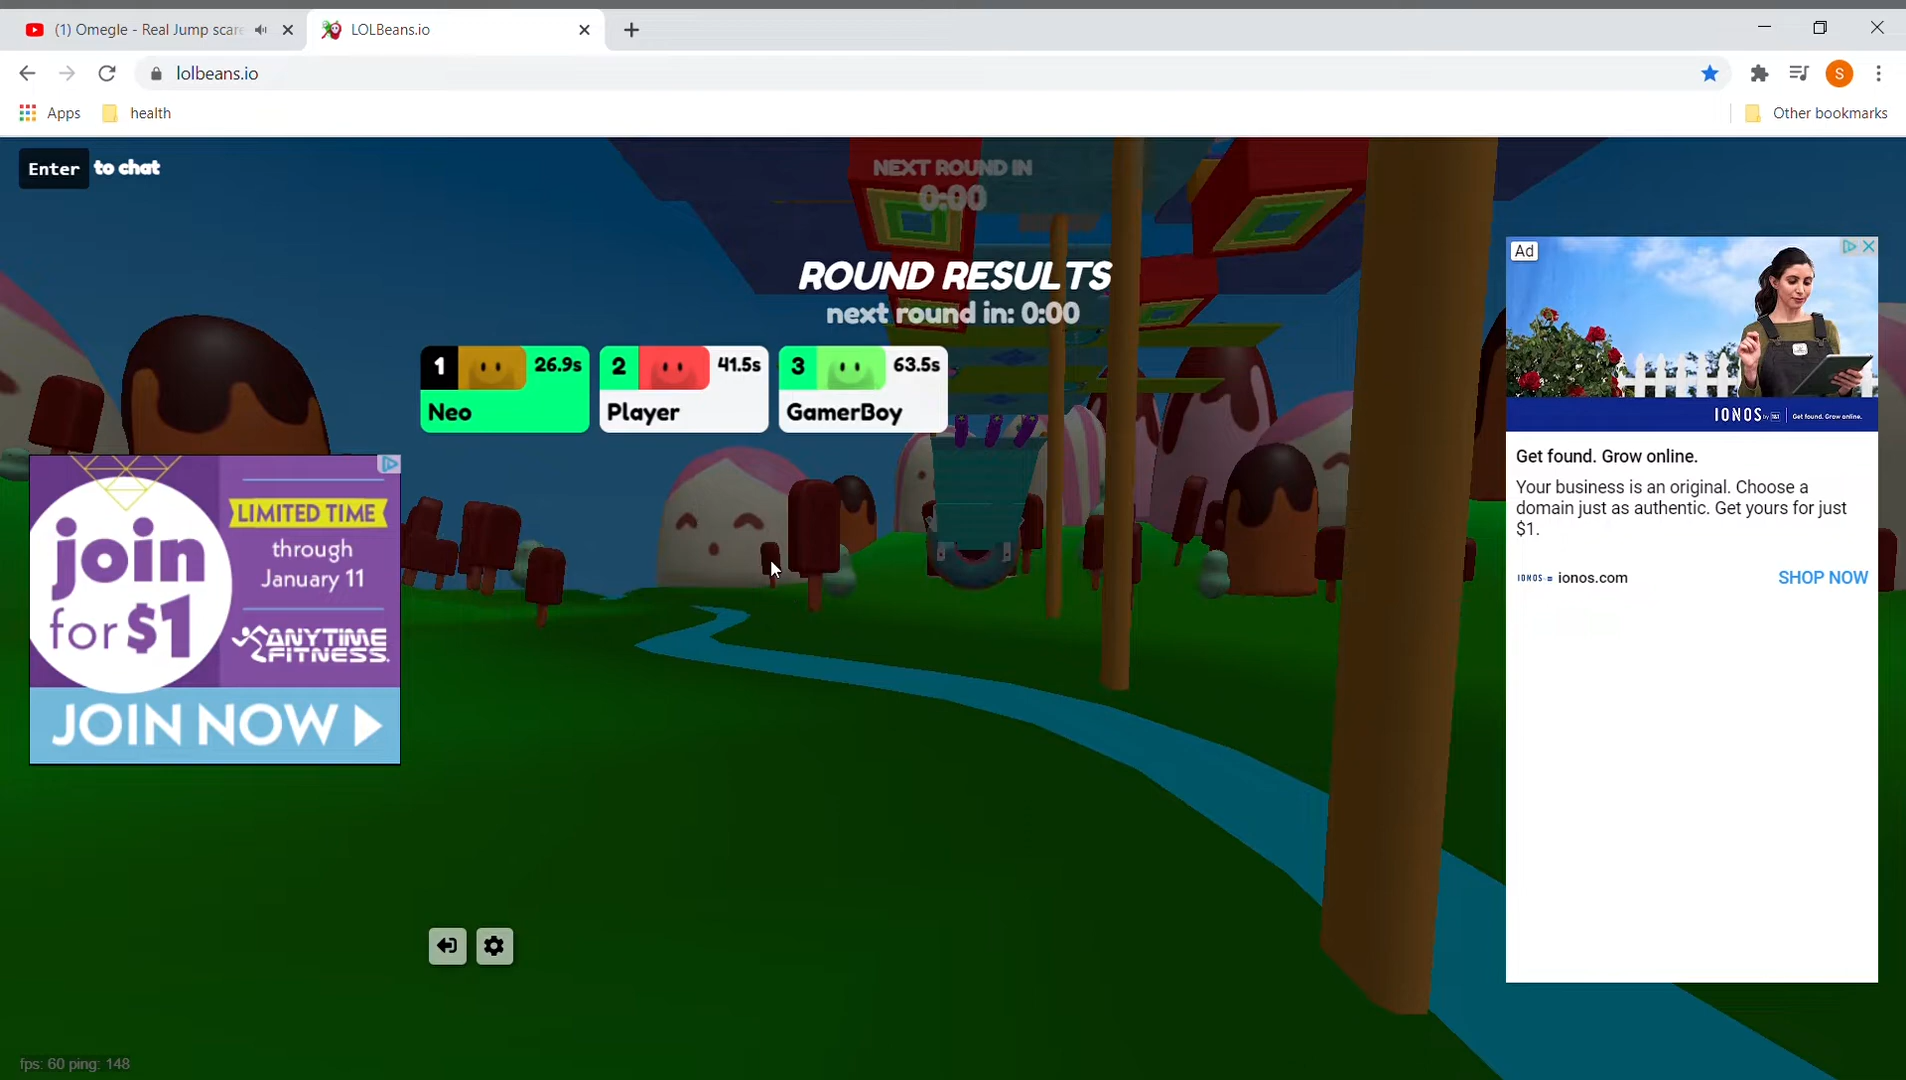 (1) Omegle - Real Jump scare
LOLBeans.io
lolbeans.io
S
Apps
health
Other bookmarks
Enter to chat
NEXT ROUND IN
0:00
ROUND RESULTS
next round in: 0:00
1 26.9s
Neo
2 41.5s
Player
3 63.5s
GamerBoy
join
for $1
LIMITED TIME
through
January 11
ANYTIME
FITNESS.
JOIN NOW
Ad
IONOS by 1&1 Get found. Grow online.
Get found. Grow online.
Your business is an original. Choose a
domain just as authentic. Get yours for just
$1.
IONOS ionos.com
SHOP NOW
fps: 60 ping: 148